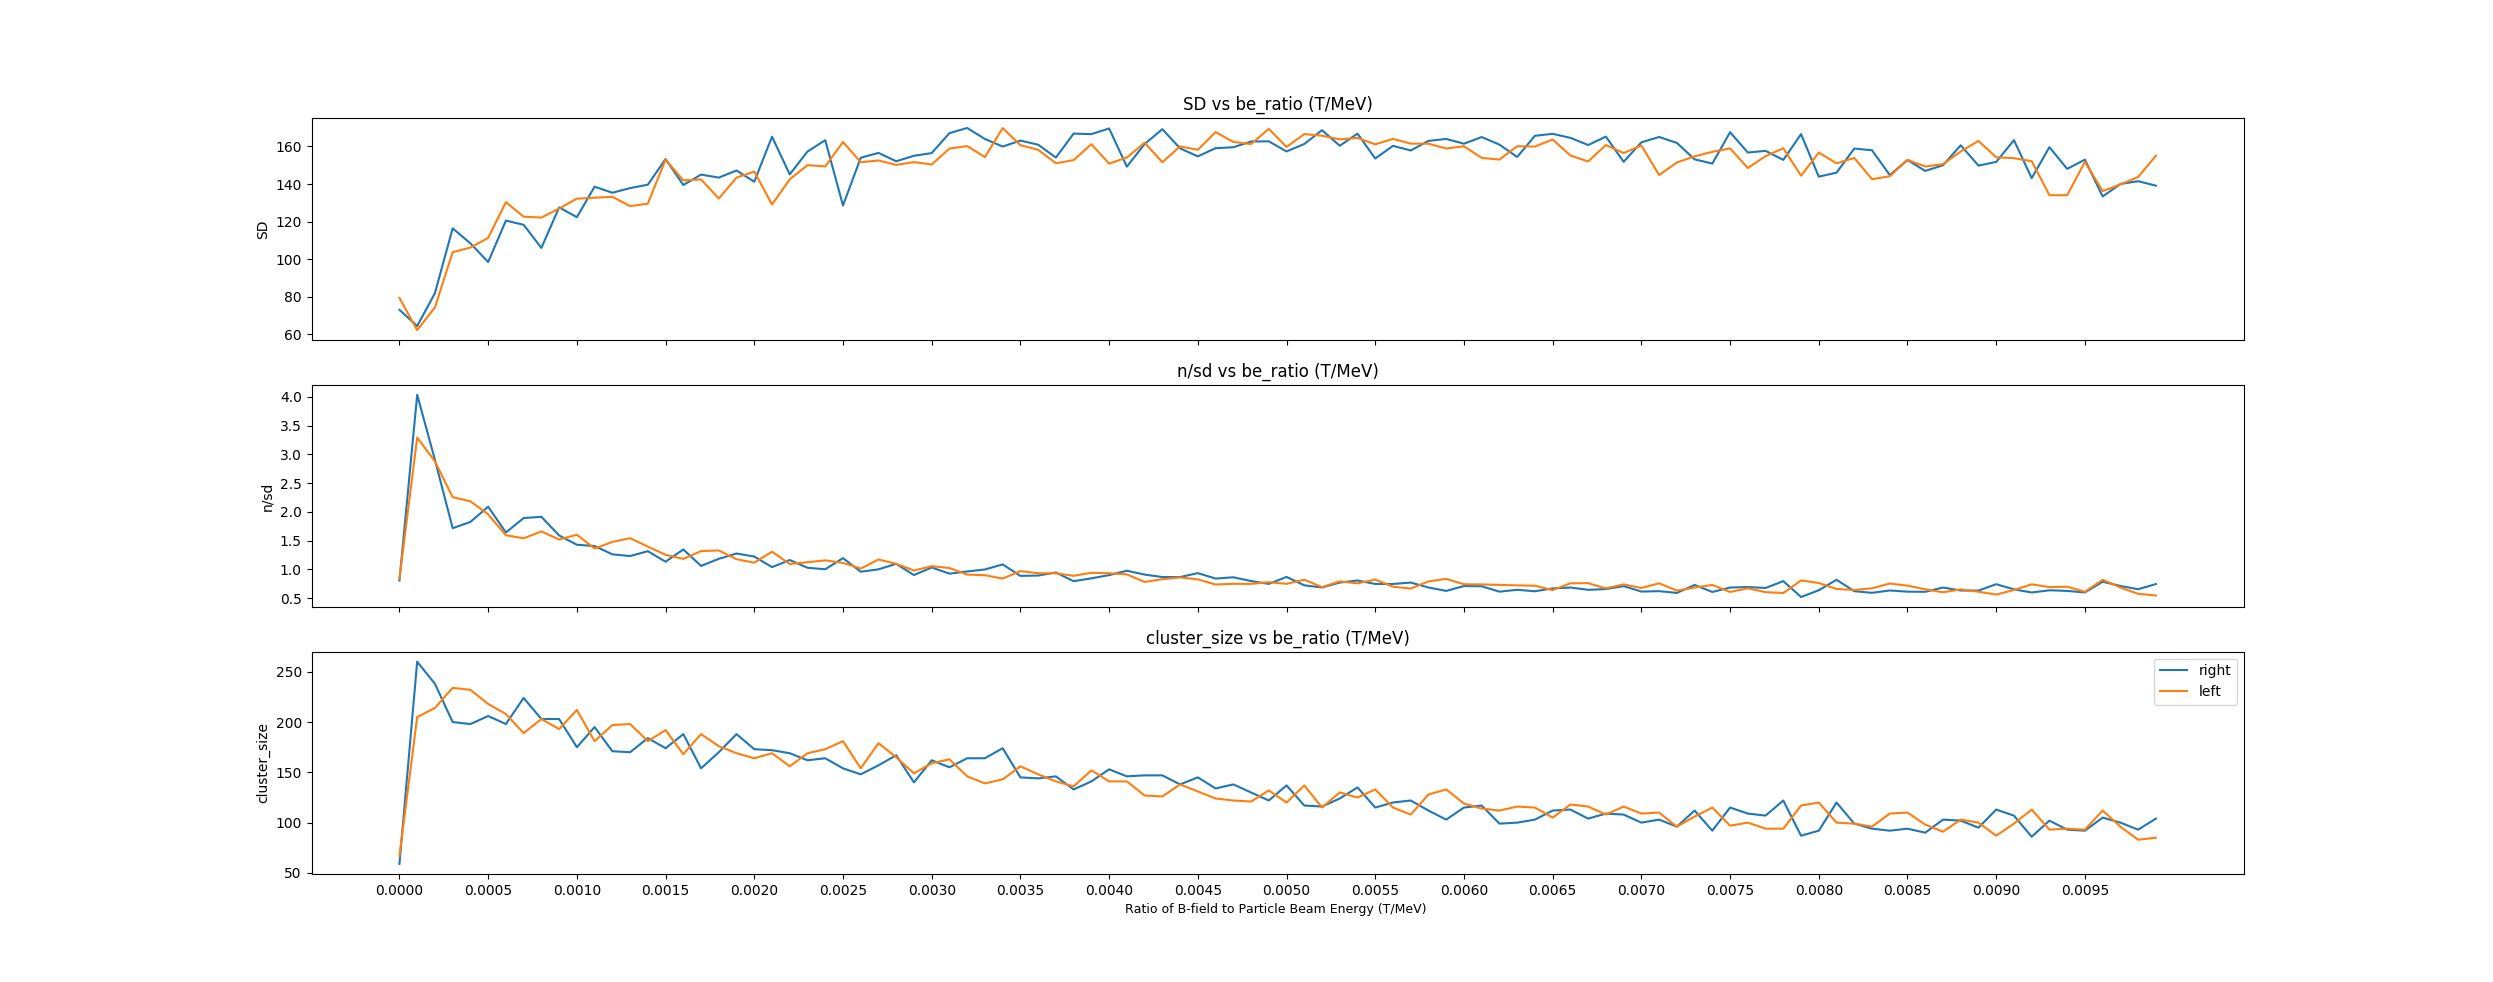 SD vs be_ratio (T/MeV)
SD
160
140
120
100
80
60
n/sd vs be_ratio (T/MeV)
n/sd
4.0
3.5
3.0
2.5
2.0
1.5
1.0
0.5
cluster_size vs be_ratio (T/MeV)
cluster_size
250
200
150
100
50
right
left
0.0000 0.0005 0.0010 0.0015 0.0020 0.0025 0.0030 0.0035 0.0040 0.0045 0.0050 0.0055 0.0060 0.0065 0.0070 0.0075 0.0080 0.0085 0.0090 0.0095
Ratio of B-field to Particle Beam Energy (T/MeV)